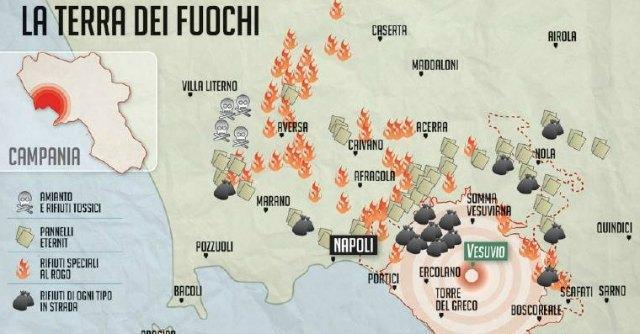 LA TERRA DEI FUOCHI
CASERTA
AIROLA
MADDALONI
VILLA LITERNO
AVERSA
ACERRA
CAIVANO
NOLA
CAMPANIA
AFRAGOLA
AMIANTO
E RIFIUTI TOSSICI
MARANO
SOMMA
VESUVIANA
PANNELLI
ETERNIT
QUINDICI
POZZUOLI
NAPOLI
VESUVIO
RIFIUTI SPECIALI
AL ROGO
PORTICI
ERCOLANO
SCAFATI
SARNO
BACOLI
TORRE
DEL GRECO
BOSCOREALE
RIFIUTI DI OGNI TIPO
IN STRADA